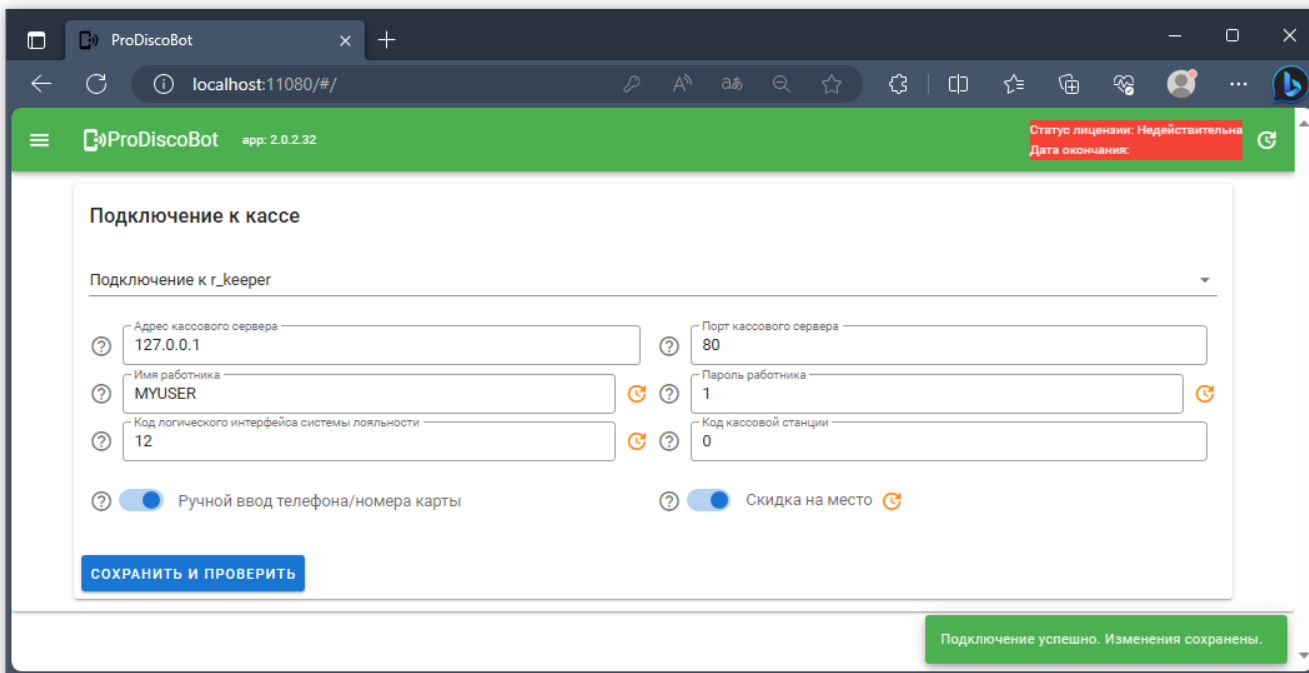 ProDiscoBot
localhost:11080/#/
ProDiscoBot app: 2.0.2.32
Статус лицензии: Недействительна
Дата окончания:
Подключение к кассе
Подключение к r_keeper
Адрес кассового сервера
127.0.0.1
Порт кассового сервера
80
Имя работника
MYUSER
Пароль работника
1
Код логического интерфейса системы лояльности
12
Код кассовой станции
0
Ручной ввод телефона/номера карты
Скидка на место
СОХРАНИТЬ И ПРОВЕРИТЬ
Подключение успешно. Изменения сохранены.